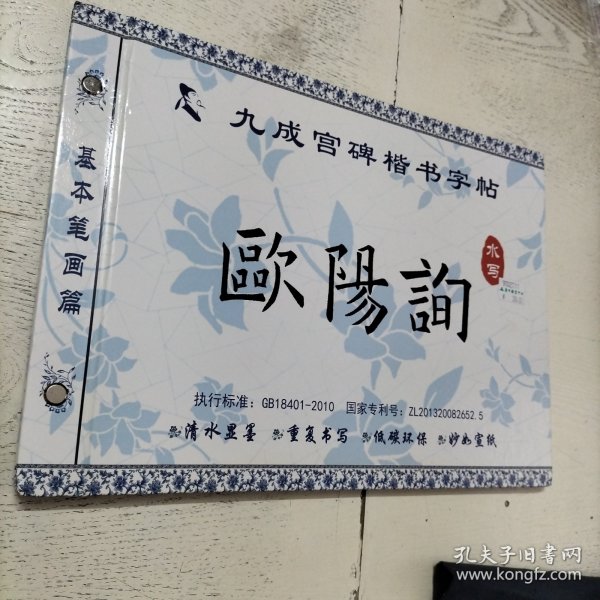 九成宫碑楷书字帖
基本笔画篇
歐陽詢
水写
执行标准：GB18401-2010 国家专利号：ZL201320082652.5
清水显墨 重复书写 低碳环保 妙如宣纸
孔夫子旧书网
www.kongfz.com